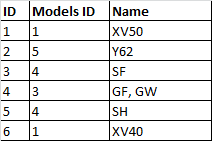 ID Models ID Name
1 1 XV50
2 5 Y62
3 4 SF
4 3 GF, GW
5 4 SH
6 1 XV40